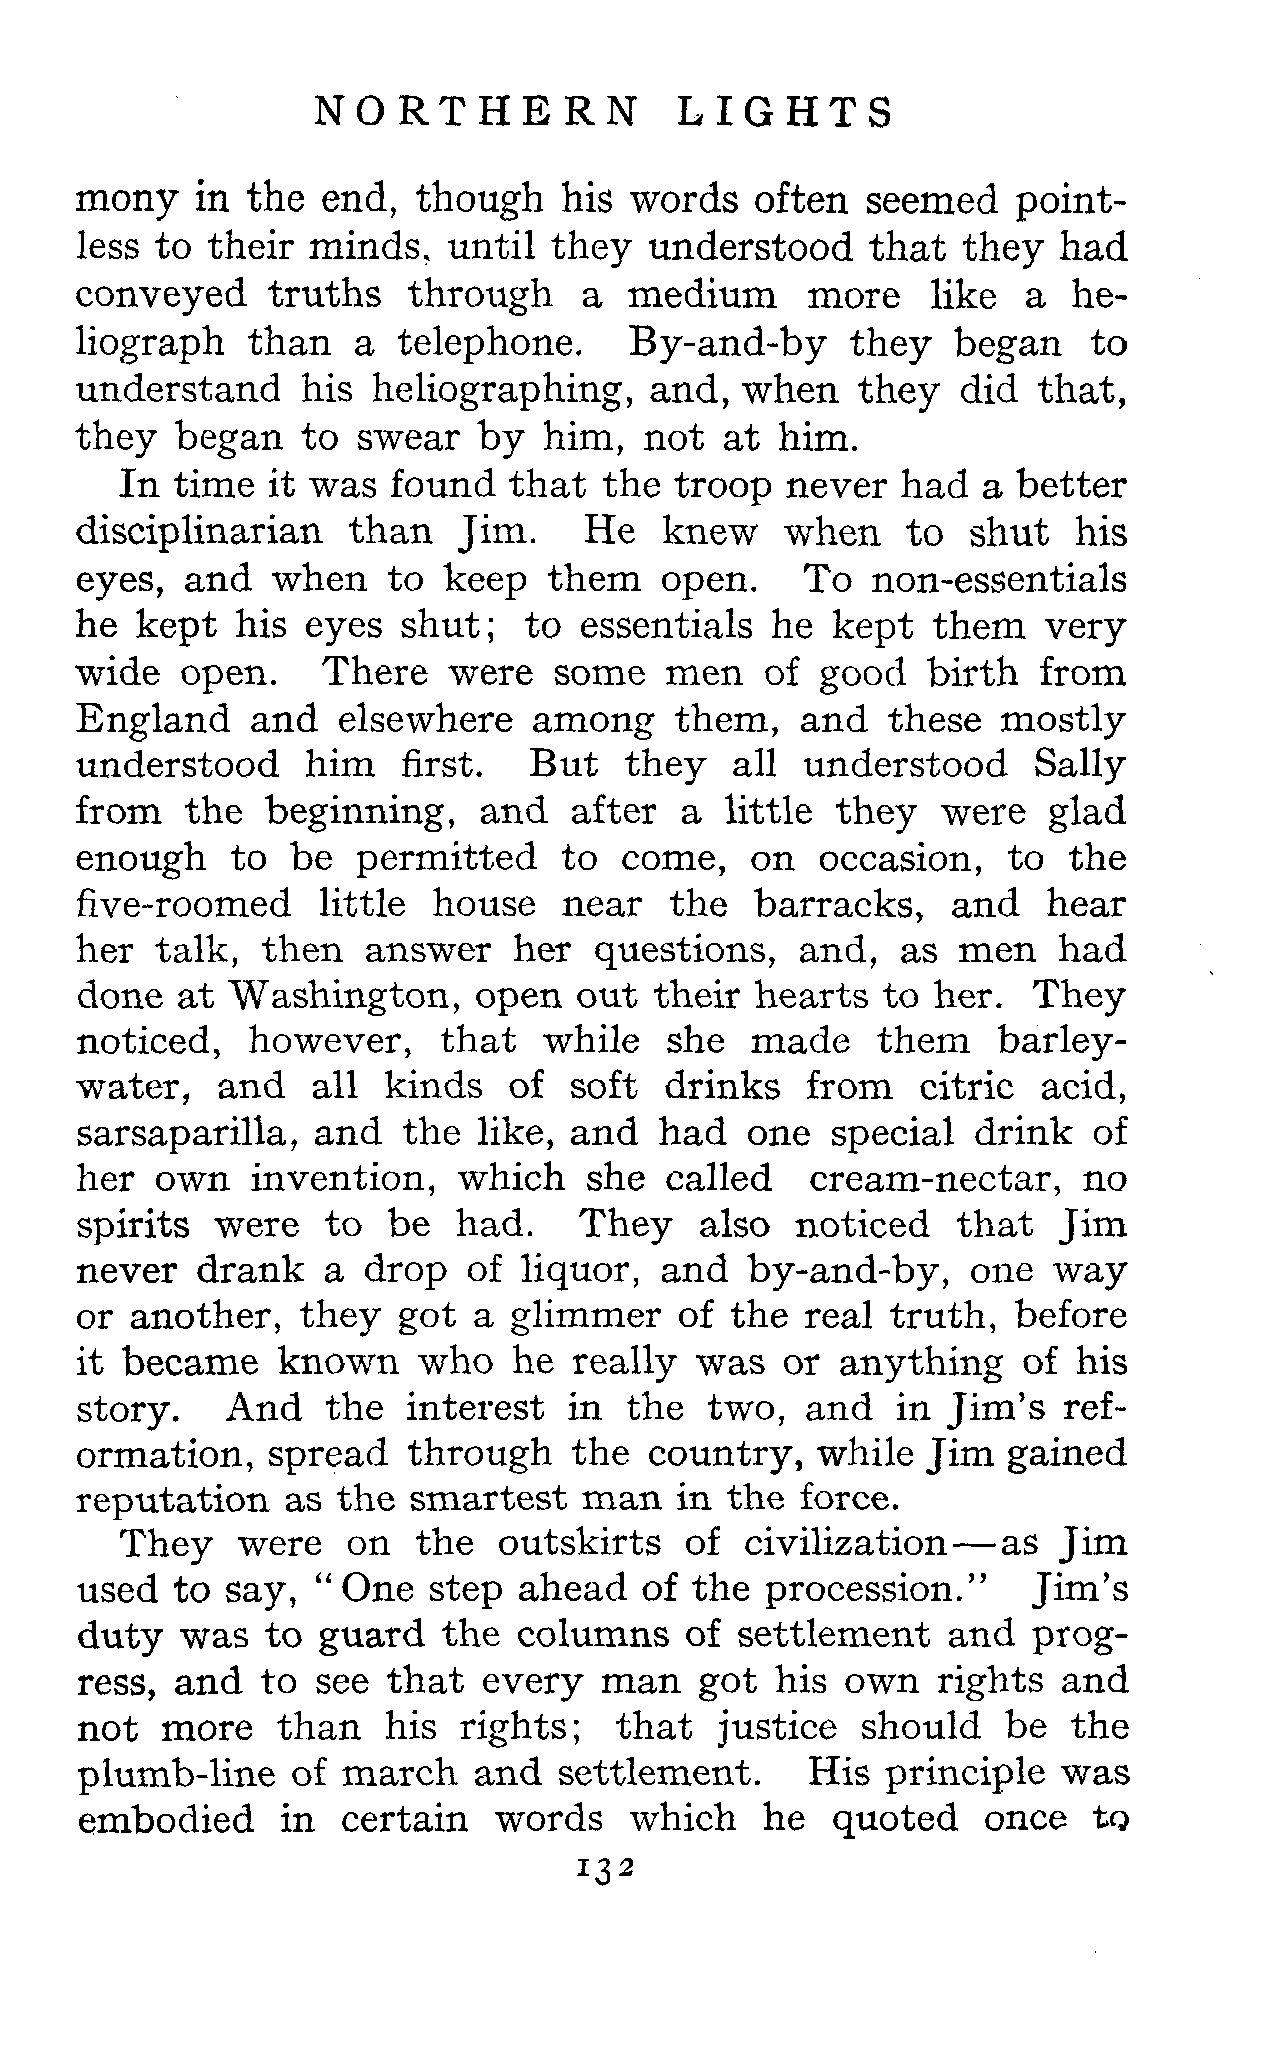 NORTHERN LIGHTS
mony in the end, though his words often seemed point-
less to their minds, until they understood that they had
conveyed truths through a medium more like a he-
liograph than a telephone. By-and-by they began to
understand his heliographing, and, when they did that,
they began to swear by him, not at him.
In time it was found that the troop never had a better
disciplinarian than Jim. He knew when to shut his
eyes, and when to keep them open. To non-essentials
he kept his eyes shut; to essentials he kept them very
wide open. There were some men of good birth from
England and elsewhere among them, and these mostly
understood him first. But they all understood Sally
from the beginning, and after a little they were glad
enough to be permitted to come, on occasion, to the
five-roomed little house near the barracks, and hear
her talk, then answer her questions, and, as men had
done at Washington, open out their hearts to her. They
noticed, however, that while she made them barley-
water, and all kinds of soft drinks from citric acid,
sarsaparilla, and the like, and had one special drink of
her own invention, which she called cream-nectar, no
spirits were to be had. They also noticed that Jim
never drank a drop of liquor, and by-and-by, one way
or another, they got a glimmer of the real truth, before
it became known who he really was or anything of his
story. And the interest in the two, and in Jim's ref-
ormation, spread through the country, while Jim gained
reputation as the smartest man in the force.
They were on the outskirts of civilization—as Jim
used to say, "One step ahead of the procession." Jim's
duty was to guard the columns of settlement and prog-
ress, and to see that every man got his own rights and
not more than his rights; that justice should be the
plumb-line of march and settlement. His principle was
embodied in certain words which he quoted once to
132